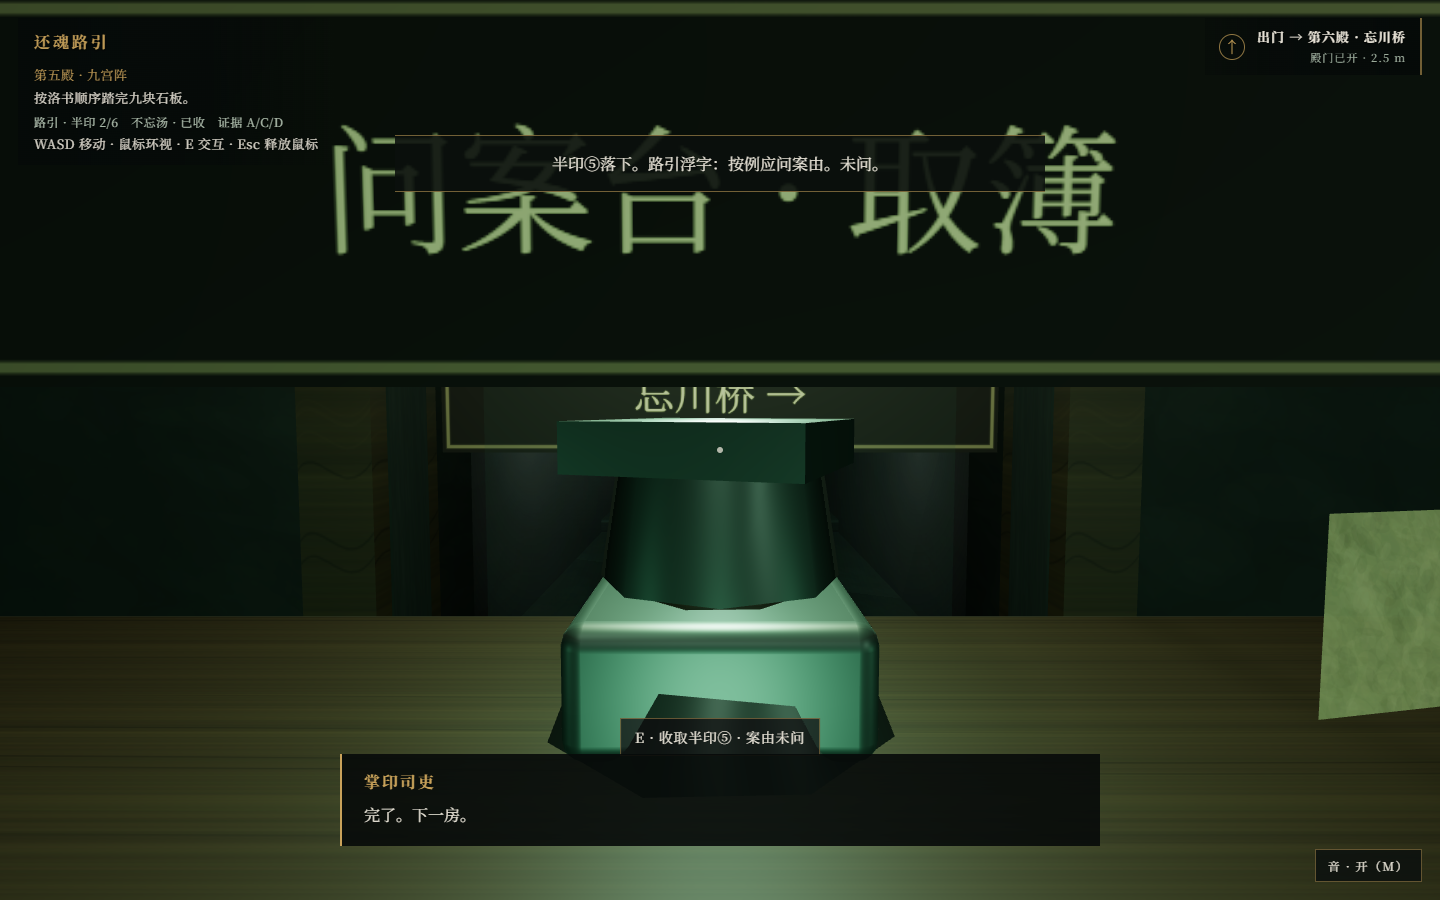 还魂路引
第五殿 · 九宫阵
按洛书顺序踏完九块石板。
路引 · 半印 2/6 不忘汤 · 已收 证据 A/C/D
WASD 移动 · 鼠标环视 · E 交互 · Esc 释放鼠标
出门 → 第六殿 · 忘川桥
殿门已开 · 2.5 m
问案台 · 取簿
半印⑤落下。路引浮字：按例应问案由。未问。
忘川桥 →
E · 收取半印⑤ · 案由未问
掌印司吏
完了。下一房。
音 · 开（M）